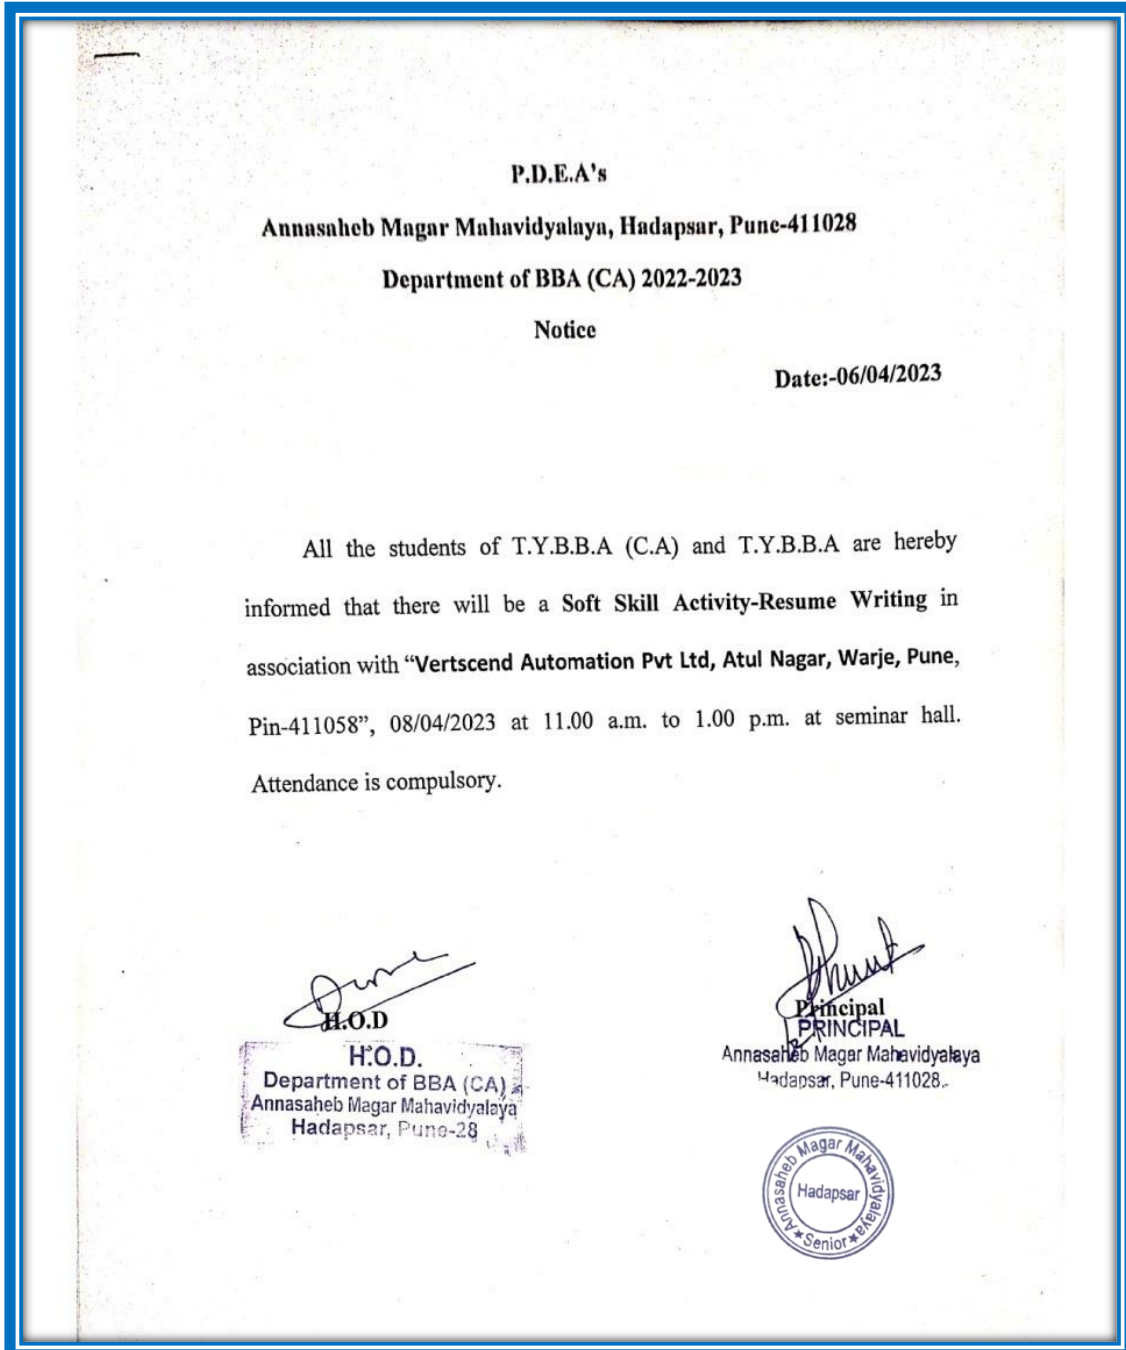 P.D.E.A's
Annasaheb Magar Mahavidyalaya, Hadapsar, Pune-411028
Department of BBA (CA) 2022-2023
Notice
Date:-06/04/2023
All the students of T.Y.B.B.A (C.A) and T.Y.B.B.A are hereby
informed that there will be a Soft Skill Activity-Resume Writing in
association with “Vertscend Automation Pvt Ltd, Atul Nagar, Warje, Pune,
Pin-411058”, 08/04/2023 at 11.00 a.m. to 1.00 p.m. at seminar hall.
Attendance is compulsory.
H.O.D
H.O.D.
Department of BBA (CA)
Annasaheb Magar Mahavidyalaya
Hadapsar, Pune-28
Principal
PRINCIPAL
Annasaheb Magar Mahavidyalaya
Hadapsar, Pune-411028.
Annasaheb Magar Mahavidyalaya
Hadapsar
★Senior★